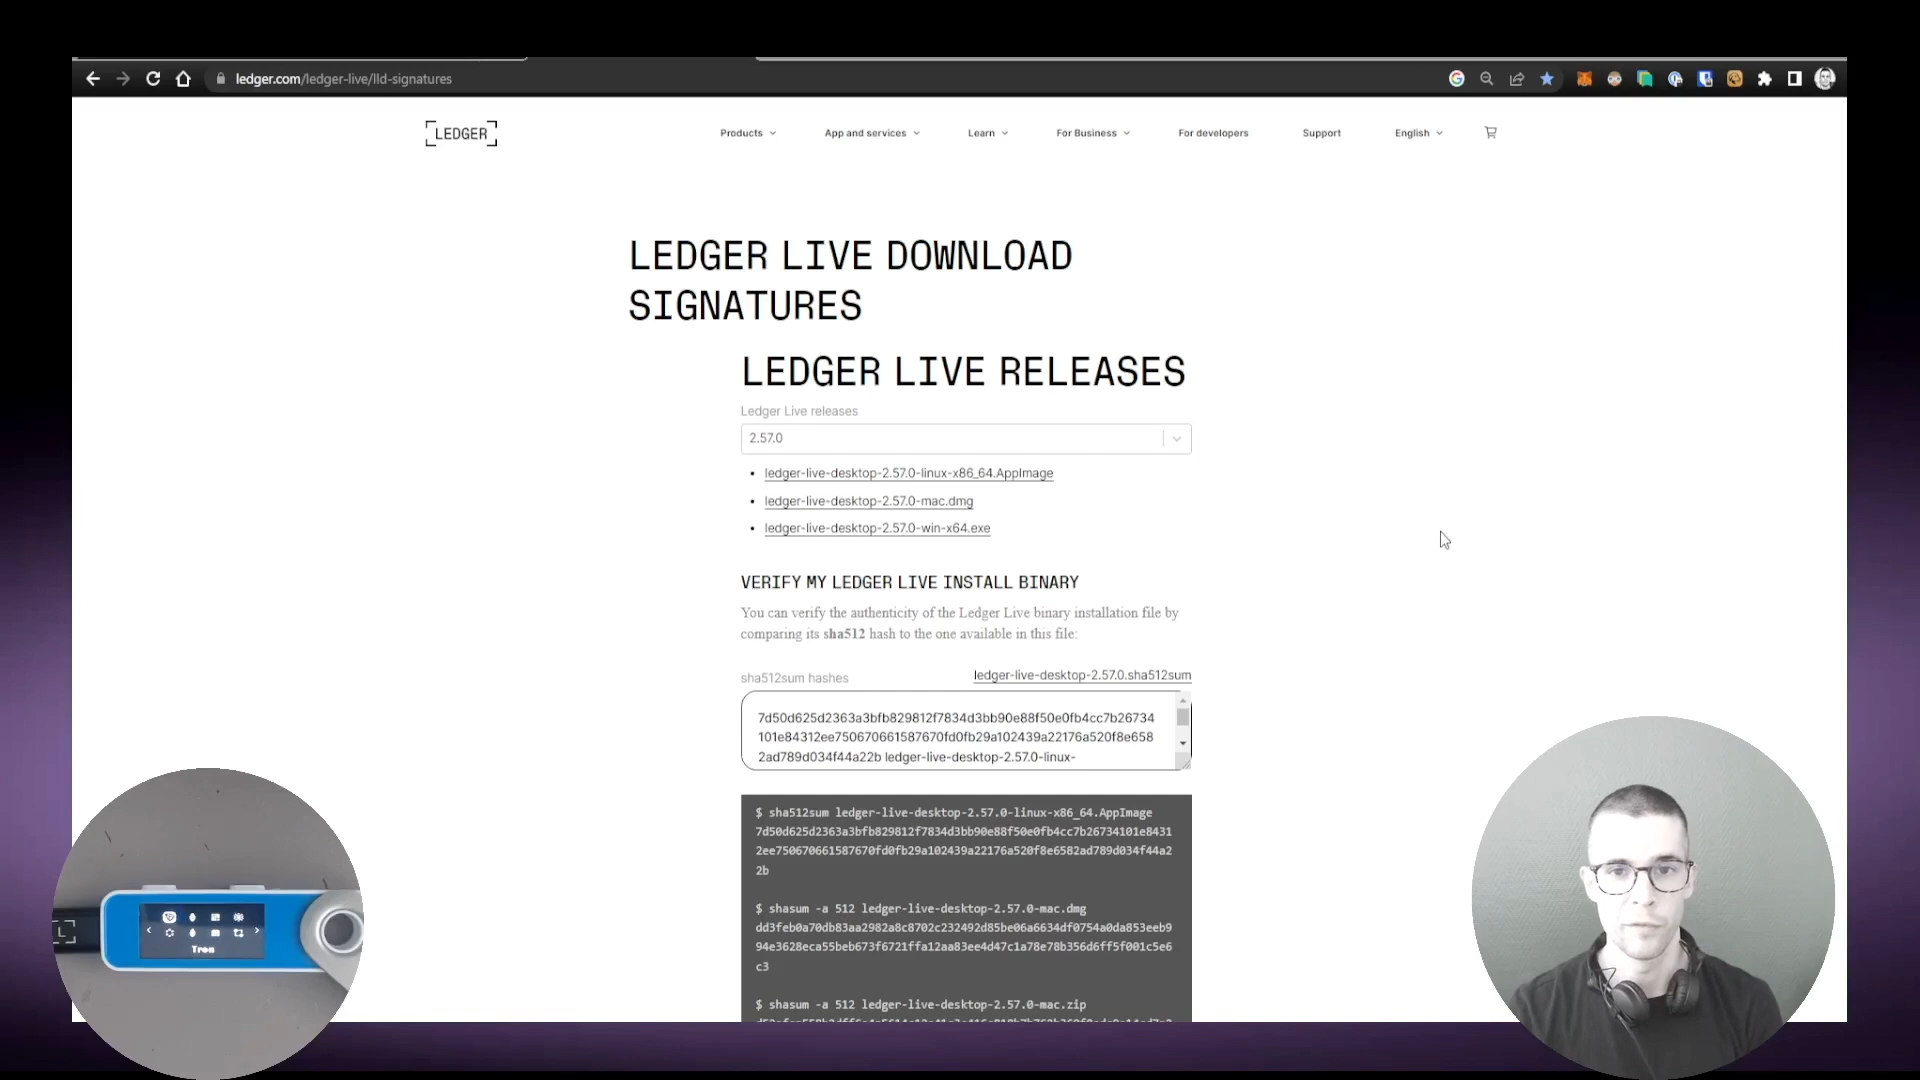 ledger.com/ledger-live/lld-signatures
LEDGER
Products
App and services
Learn
For Business
For developers
Support
English
LEDGER LIVE DOWNLOAD
SIGNATURES
LEDGER LIVE RELEASES
Ledger Live releases
2.57.0
ledger-live-desktop-2.57.0-linux-x86_64.AppImage
ledger-live-desktop-2.57.0-mac.dmg
ledger-live-desktop-2.57.0-win-x64.exe
VERIFY MY LEDGER LIVE INSTALL BINARY
You can verify the authenticity of the Ledger Live binary installation file by
comparing its sha512 hash to the one available in this file:
sha512sum hashes
ledger-live-desktop-2.57.0.sha512sum
7d50d625d2363a3bfb829812f7834d3bb90e88f50e0fb4cc7b26734
101e84312ee750670661587670fd0fb29a102439a22176a520f8e658
2ad789d034f44a22b ledger-live-desktop-2.57.0-linux-
$ sha512sum ledger-live-desktop-2.57.0-linux-x86_64.AppImage
7d50d625d2363a3bfb829812f7834d3bb90e88f50e0fb4cc7b26734101e8431
2ee750670661587670fd0fb29a102439a22176a520f8e6582ad789d034f44a2
2b
$ shasum -a 512 ledger-live-desktop-2.57.0-mac.dmg
dd3feb0a70db83aa2982a8c8702c232492d85be06a6634df0754a0da853eeb9
94e3628eca55beb673f6721ffa12aa83ee4d47c1a78e78b356d6ff5f001c5e6
c3
$ shasum -a 512 ledger-live-desktop-2.57.0-mac.zip
L
Tron